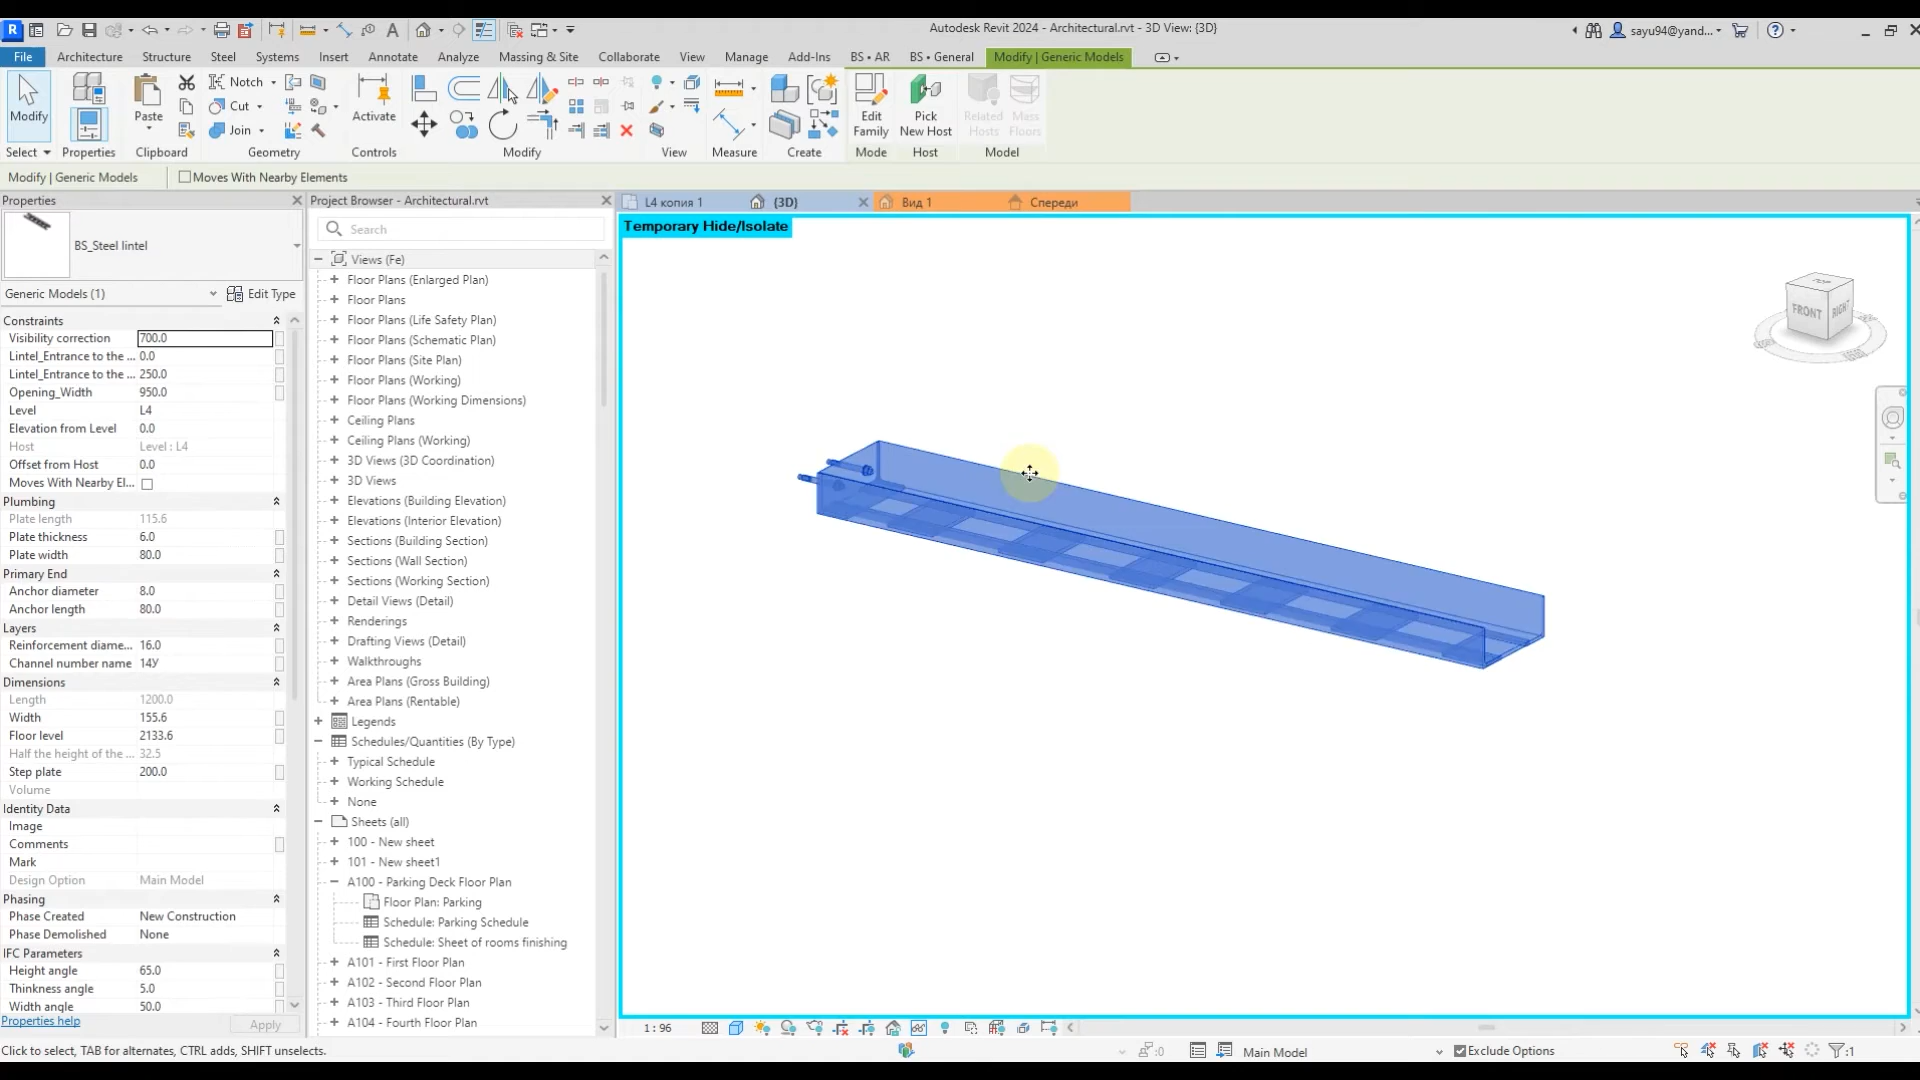 Autodesk Revit 2024 - Architectural.rvt - 3D View: {3D}
sayu94@yand...
File Architecture Structure Steel Systems Insert Annotate Analyze Massing & Site Collaborate View Manage Add-Ins BS • AR BS • General Modify | Generic Models
Modify
Select
Properties
Paste
Clipboard
Notch
Cut
Join
Geometry
Activate
Controls
Modify
View
Measure
Create
Edit
Family
Mode
Pick
New Host
Host
Related
Hosts
Mass
Floors
Model
Modify | Generic Models
Moves With Nearby Elements
Properties
BS_Steel lintel
Generic Models (1)
Edit Type
Constraints
Visibility correction 700.0
Lintel_Entrance to the ... 0.0
Lintel_Entrance to the ... 250.0
Opening_Width 950.0
Level L4
Elevation from Level 0.0
Host Level : L4
Offset from Host 0.0
Moves With Nearby El...
Plumbing
Plate length 115.6
Plate thickness 6.0
Plate width 80.0
Primary End
Anchor diameter 8.0
Anchor length 80.0
Layers
Reinforcement diame... 16.0
Channel number name 14У
Dimensions
Length 1200.0
Width 155.6
Floor level 2133.6
Half the height of the ... 32.5
Step plate 200.0
Volume
Identity Data
Image
Comments
Mark
Design Option Main Model
Phasing
Phase Created New Construction
Phase Demolished None
IFC Parameters
Height angle 65.0
Thinkness angle 5.0
Width angle 50.0
Properties help
Apply
Project Browser - Architectural.rvt
Search
Views (Fe)
Floor Plans (Enlarged Plan)
Floor Plans
Floor Plans (Life Safety Plan)
Floor Plans (Schematic Plan)
Floor Plans (Site Plan)
Floor Plans (Working)
Floor Plans (Working Dimensions)
Ceiling Plans
Ceiling Plans (Working)
3D Views (3D Coordination)
3D Views
Elevations (Building Elevation)
Elevations (Interior Elevation)
Sections (Building Section)
Sections (Wall Section)
Sections (Working Section)
Detail Views (Detail)
Renderings
Drafting Views (Detail)
Walkthroughs
Area Plans (Gross Building)
Area Plans (Rentable)
Legends
Schedules/Quantities (By Type)
Typical Schedule
Working Schedule
None
Sheets (all)
100 - New sheet
101 - New sheet1
A100 - Parking Deck Floor Plan
Floor Plan: Parking
Schedule: Parking Schedule
Schedule: Sheet of rooms finishing
A101 - First Floor Plan
A102 - Second Floor Plan
A103 - Third Floor Plan
A104 - Fourth Floor Plan
L4 копия 1
{3D}
Вид 1
Спереди
Temporary Hide/Isolate
TOP
FRONT
RIGHT
1 : 96
Click to select, TAB for alternates, CTRL adds, SHIFT unselects.
:0
Main Model
Exclude Options
:1